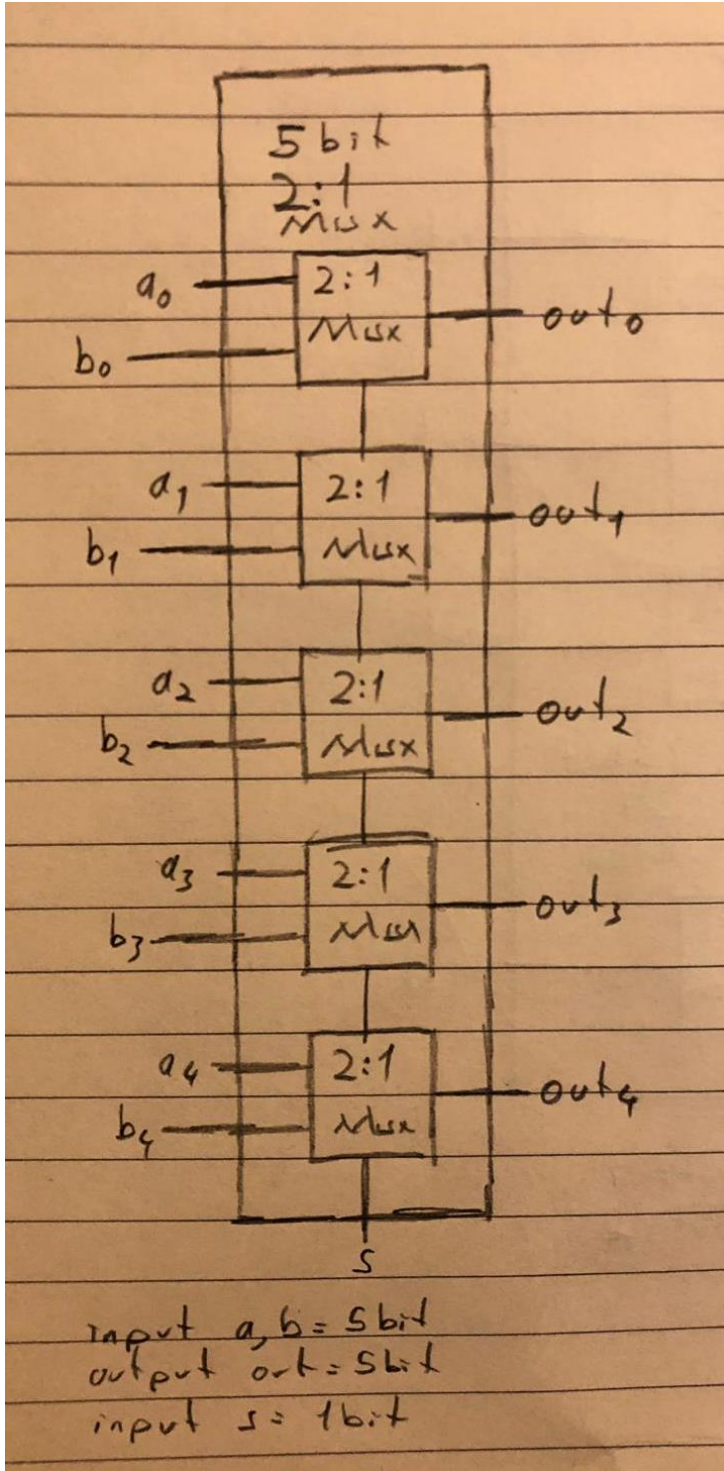 5 bit
2:1
Mux
a₀ 2:1
Mux out₀
b₀
a₁ 2:1
out₁
b₁ Mux
a₂ 2:1
out₂
b₂ Mux
a₃ 2:1
out₃
b₃ Mux
a₄ 2:1
out₄
b₄ Mux
s
input a, b = 5bit
output out = 5bit
input s = 1bit